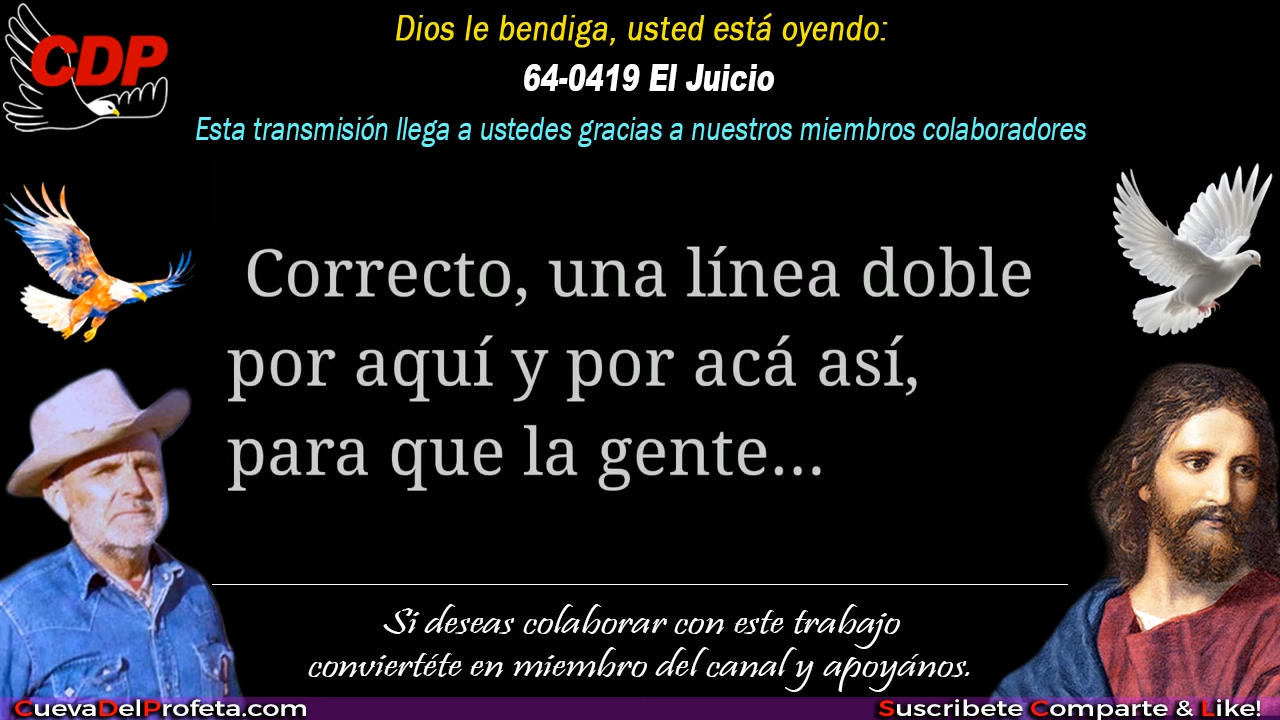 CDP
Dios le bendiga, usted está oyendo:
64-0419 El Juicio
Esta transmisión llega a ustedes gracias a nuestros miembros colaboradores
Correcto, una línea doble
por aquí y por acá así,
para que la gente...
Si deseas colaborar con este trabajo
conviertéte en miembro del canal y apoyános.
CuevaDelProfeta.com
Suscribete Comparte & Like!